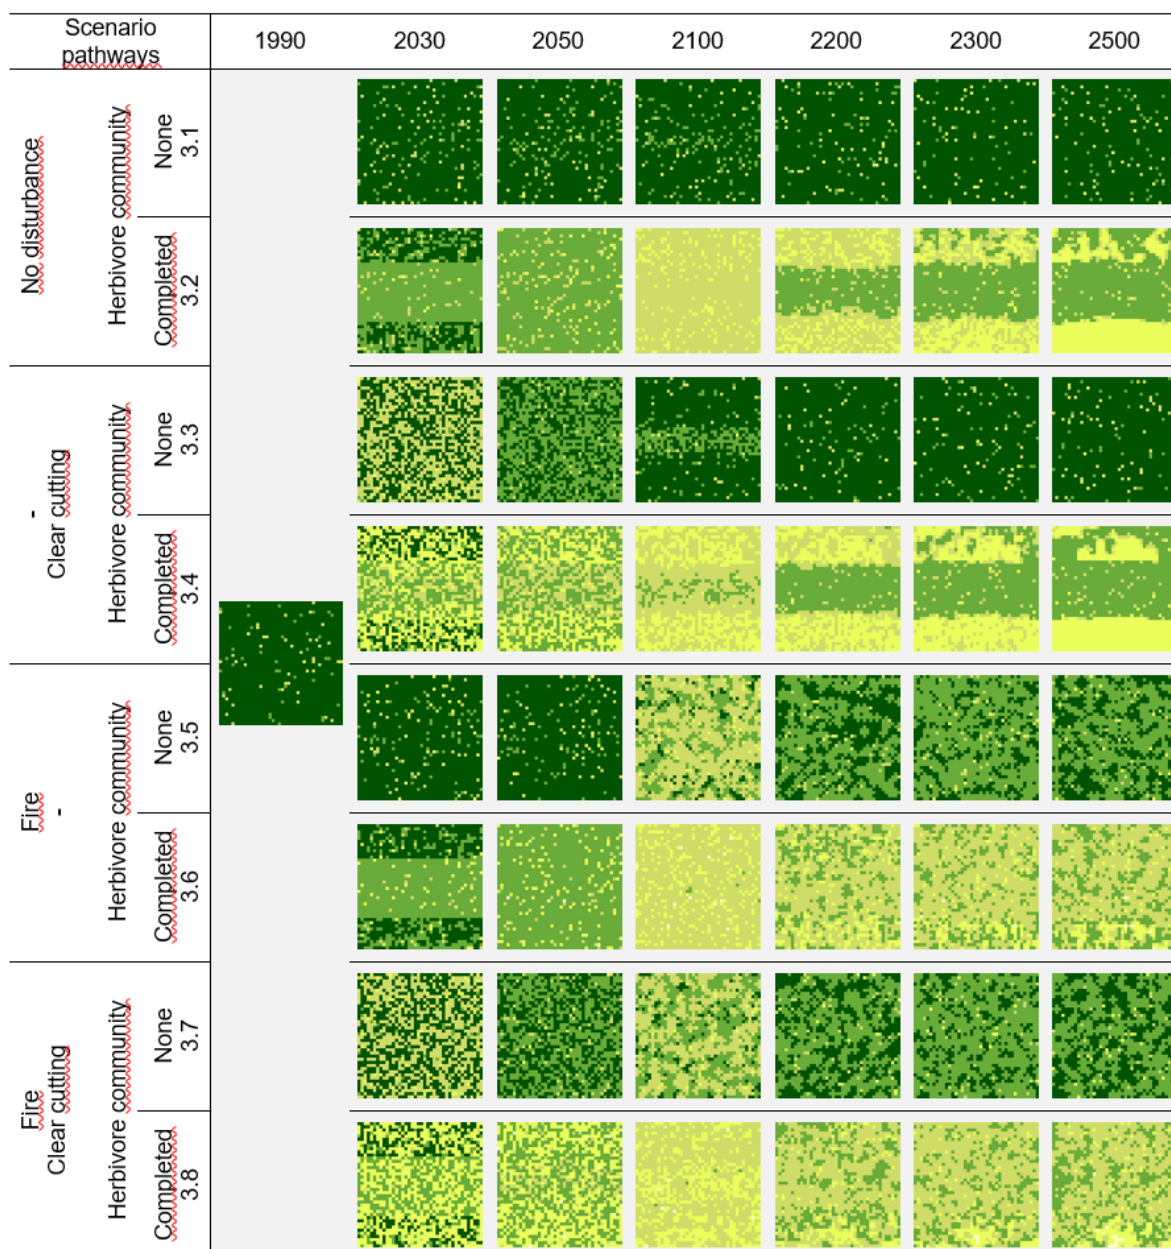 Scenario
pathways
1990
2030
2050
2100
2200
2300
2500
No disturbance
Herbivore community
None
3.1
Completed
3.2
-
Clear cutting
Herbivore community
None
3.3
Completed
3.4
Fire
-
Herbivore community
None
3.5
Completed
3.6
Fire
Clear cutting
Herbivore community
None
3.7
Completed
3.8